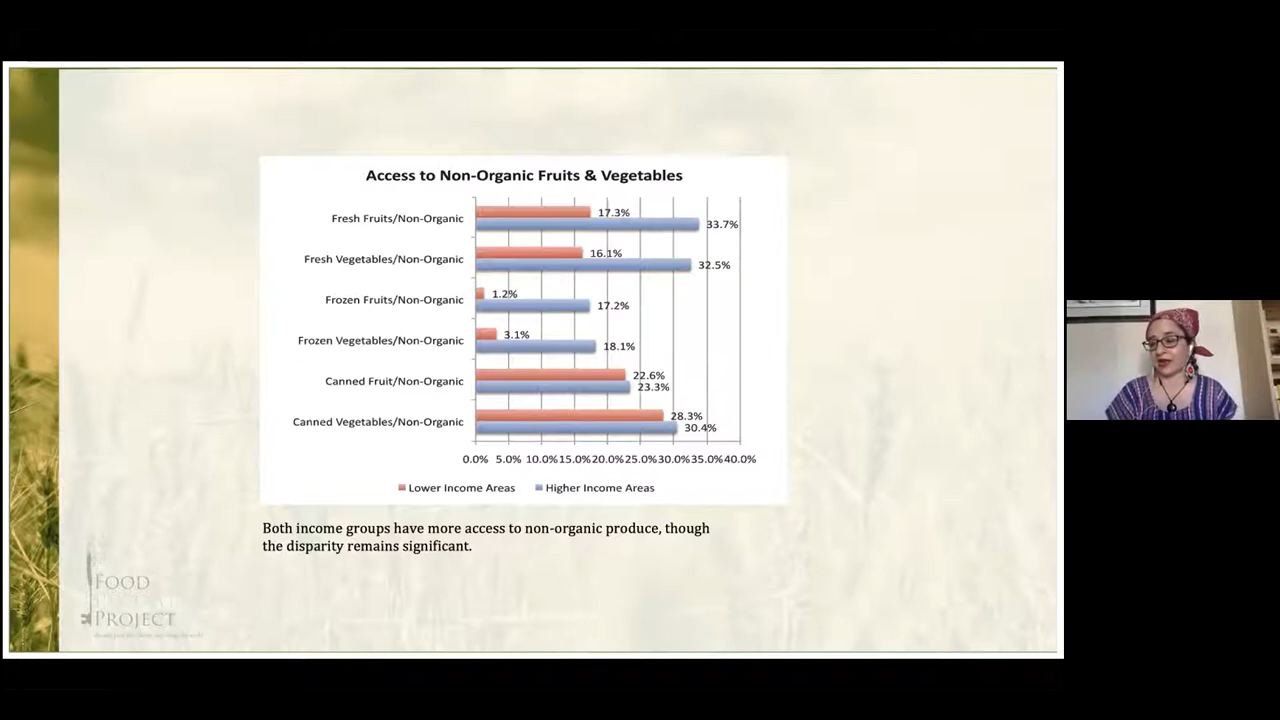 Access to Non-Organic Fruits & Vegetables
Fresh Fruits/Non-Organic
17.3%
33.7%
Fresh Vegetables/Non-Organic
16.1%
32.5%
Frozen Fruits/Non-Organic
1.2%
17.2%
Frozen Vegetables/Non-Organic
3.1%
18.1%
Canned Fruit/Non-Organic
22.6%
23.3%
Canned Vegetables/Non-Organic
28.3%
30.4%
0.0% 5.0% 10.0% 15.0% 20.0% 25.0% 30.0% 35.0% 40.0%
Lower Income Areas Higher Income Areas
Both income groups have more access to non-organic produce, though
the disparity remains significant.
FOOD
PROJECT